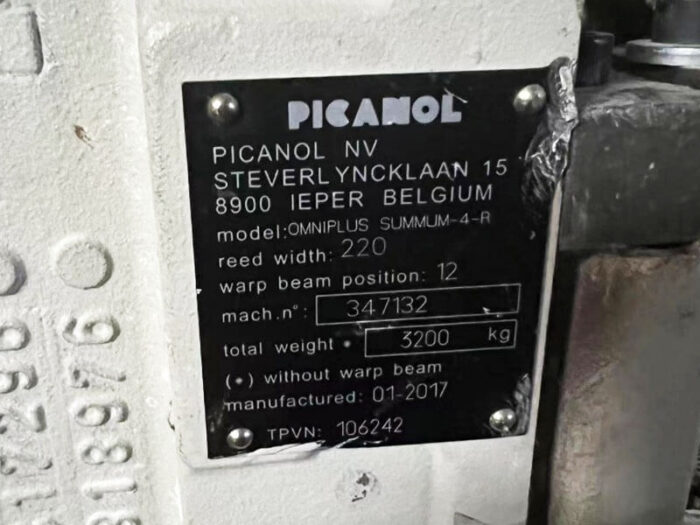 PICANOL
PICANOL NV
STEVERLYNCKLAAN 15
8900 IEPER BELGIUM
model:OMNIPLUS SUMMUM-4-R
reed width: 220
warp beam position: 12
mach.n°: 347132
total weight • 3200 kg
(•) without warp beam
manufactured: 01-2017
TPVN: 106242
318976